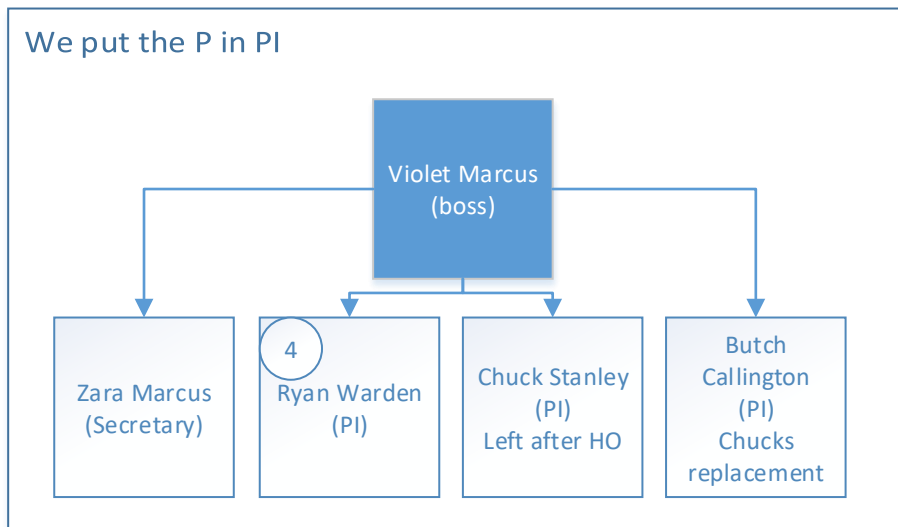 We put the P in PI
Violet Marcus
(boss)
Zara Marcus
(Secretary)
4
Ryan Warden
(PI)
Chuck Stanley
(PI)
Left after HO
Butch
Callington
(PI)
Chucks
replacement